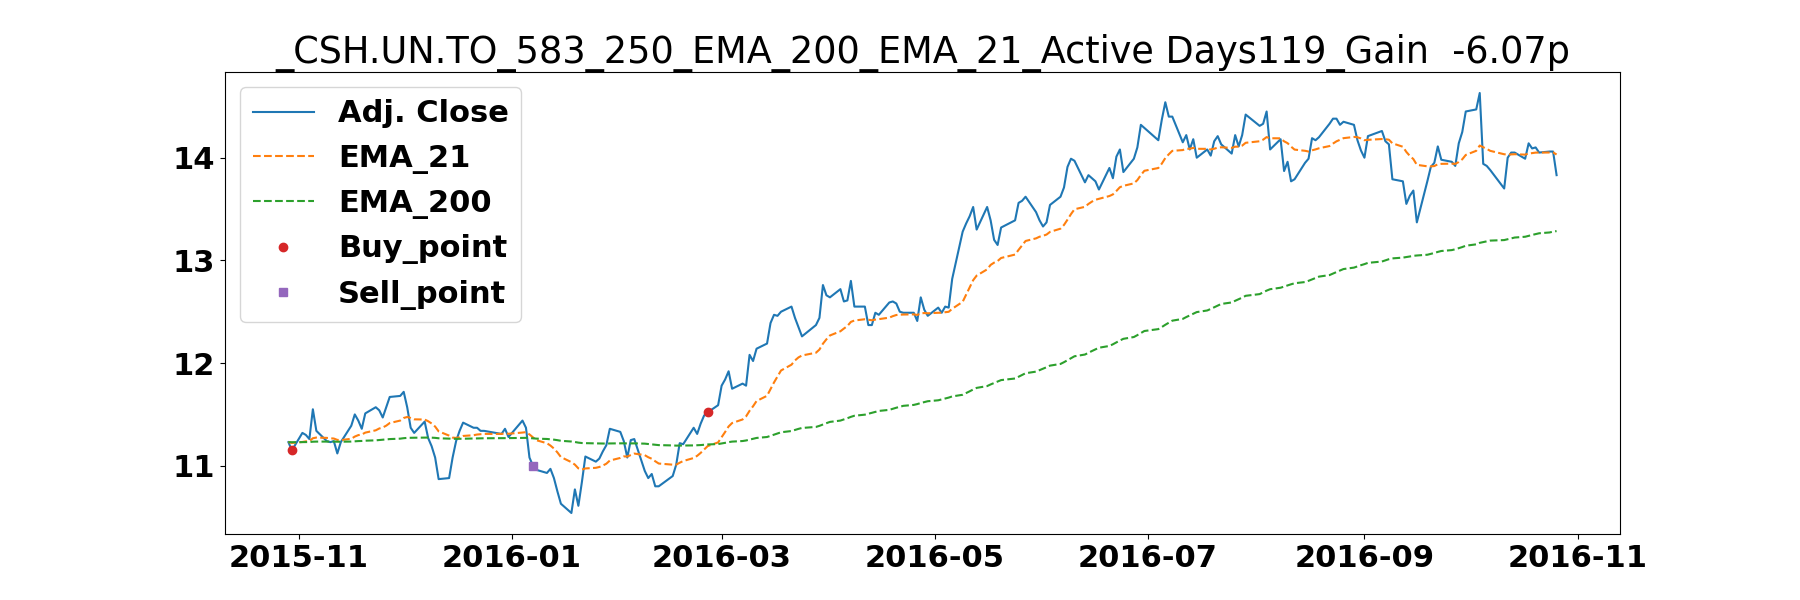 _CSH.UN.TO_583_250_EMA_200_EMA_21_Active Days119_Gain  -6.07p
Adj. Close
EMA_21
EMA_200
Buy_point
Sell_point
14
13
12
11
2015-11 2016-01 2016-03 2016-05 2016-07 2016-09 2016-11